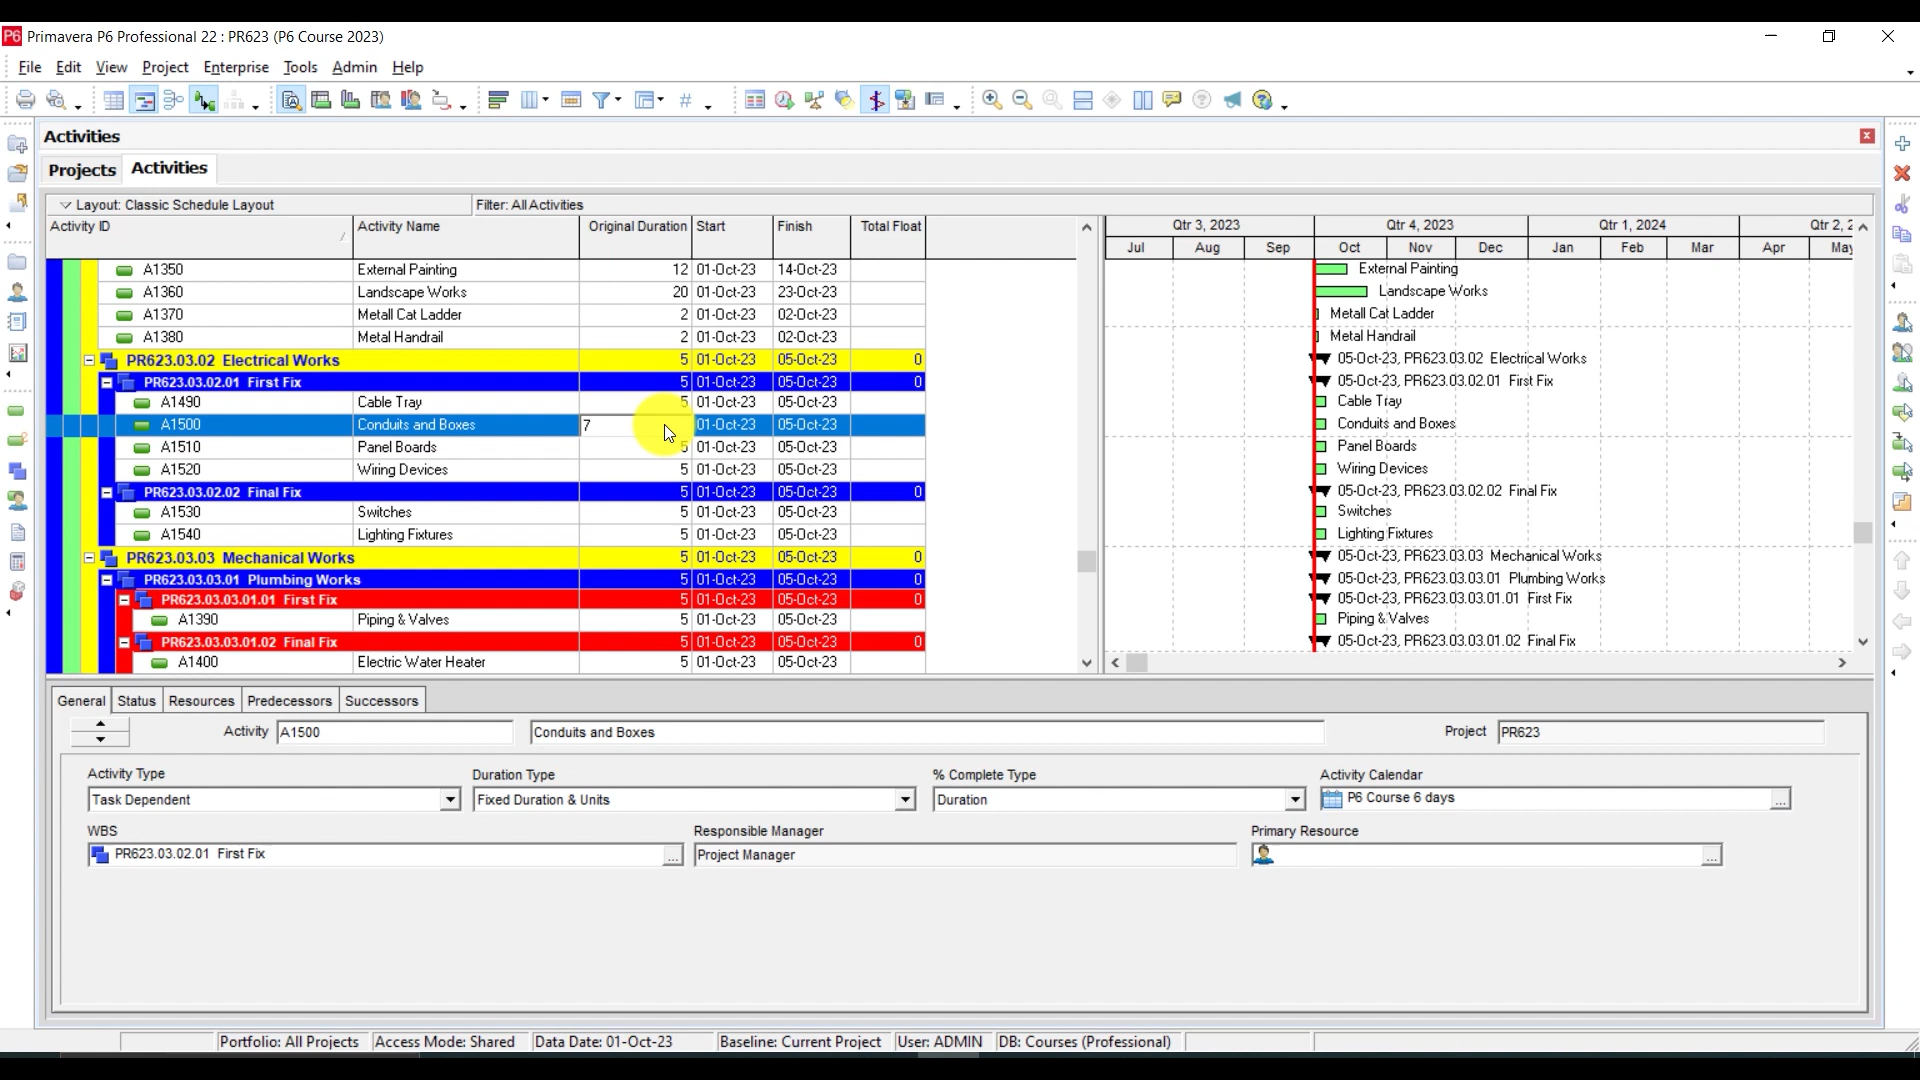 P6 Primavera P6 Professional 22 : PR623 (P6 Course 2023)
File Edit View Project Enterprise Tools Admin Help
Activities
Projects Activities
Layout: Classic Schedule Layout Filter: All Activities
Activity ID Activity Name Original Duration Start Finish Total Float
Qtr 3, 2023 Qtr 4, 2023 Qtr 1, 2024 Qtr 2, 2
Jul Aug Sep Oct Nov Dec Jan Feb Mar Apr May
A1350 External Painting 12 01-Oct-23 14-Oct-23 External Painting
A1360 Landscape Works 20 01-Oct-23 23-Oct-23 Landscape Works
A1370 Metall Cat Ladder 2 01-Oct-23 02-Oct-23 Metall Cat Ladder
A1380 Metal Handrail 2 01-Oct-23 02-Oct-23 Metal Handrail
PR623.03.02 Electrical Works 5 01-Oct-23 05-Oct-23 0 05-Oct-23, PR623.03.02 Electrical Works
PR623.03.02.01 First Fix 5 01-Oct-23 05-Oct-23 0 05-Oct-23, PR623.03.02.01 First Fix
A1490 Cable Tray 5 01-Oct-23 05-Oct-23 Cable Tray
A1500 Conduits and Boxes 7 01-Oct-23 05-Oct-23 Conduits and Boxes
A1510 Panel Boards 5 01-Oct-23 05-Oct-23 Panel Boards
A1520 Wiring Devices 5 01-Oct-23 05-Oct-23 Wiring Devices
PR623.03.02.02 Final Fix 5 01-Oct-23 05-Oct-23 0 05-Oct-23, PR623.03.02.02 Final Fix
A1530 Switches 5 01-Oct-23 05-Oct-23 Switches
A1540 Lighting Fixtures 5 01-Oct-23 05-Oct-23 Lighting Fixtures
PR623.03.03 Mechanical Works 5 01-Oct-23 05-Oct-23 0 05-Oct-23, PR623.03.03 Mechanical Works
PR623.03.03.01 Plumbing Works 5 01-Oct-23 05-Oct-23 0 05-Oct-23, PR623.03.03.01 Plumbing Works
PR623.03.03.01.01 First Fix 5 01-Oct-23 05-Oct-23 0 05-Oct-23, PR623.03.03.01.01 First Fix
A1390 Piping & Valves 5 01-Oct-23 05-Oct-23 Piping & Valves
PR623.03.03.01.02 Final Fix 5 01-Oct-23 05-Oct-23 0 05-Oct-23, PR623.03.03.01.02 Final Fix
A1400 Electric Water Heater 5 01-Oct-23 05-Oct-23
General Status Resources Predecessors Successors
Activity A1500 Conduits and Boxes Project PR623
Activity Type Duration Type % Complete Type Activity Calendar
Task Dependent Fixed Duration & Units Duration P6 Course 6 days ...
WBS Responsible Manager Primary Resource
PR623.03.02.01 First Fix ... Project Manager ...
Portfolio: All Projects Access Mode: Shared Data Date: 01-Oct-23 Baseline: Current Project User: ADMIN DB: Courses (Professional)